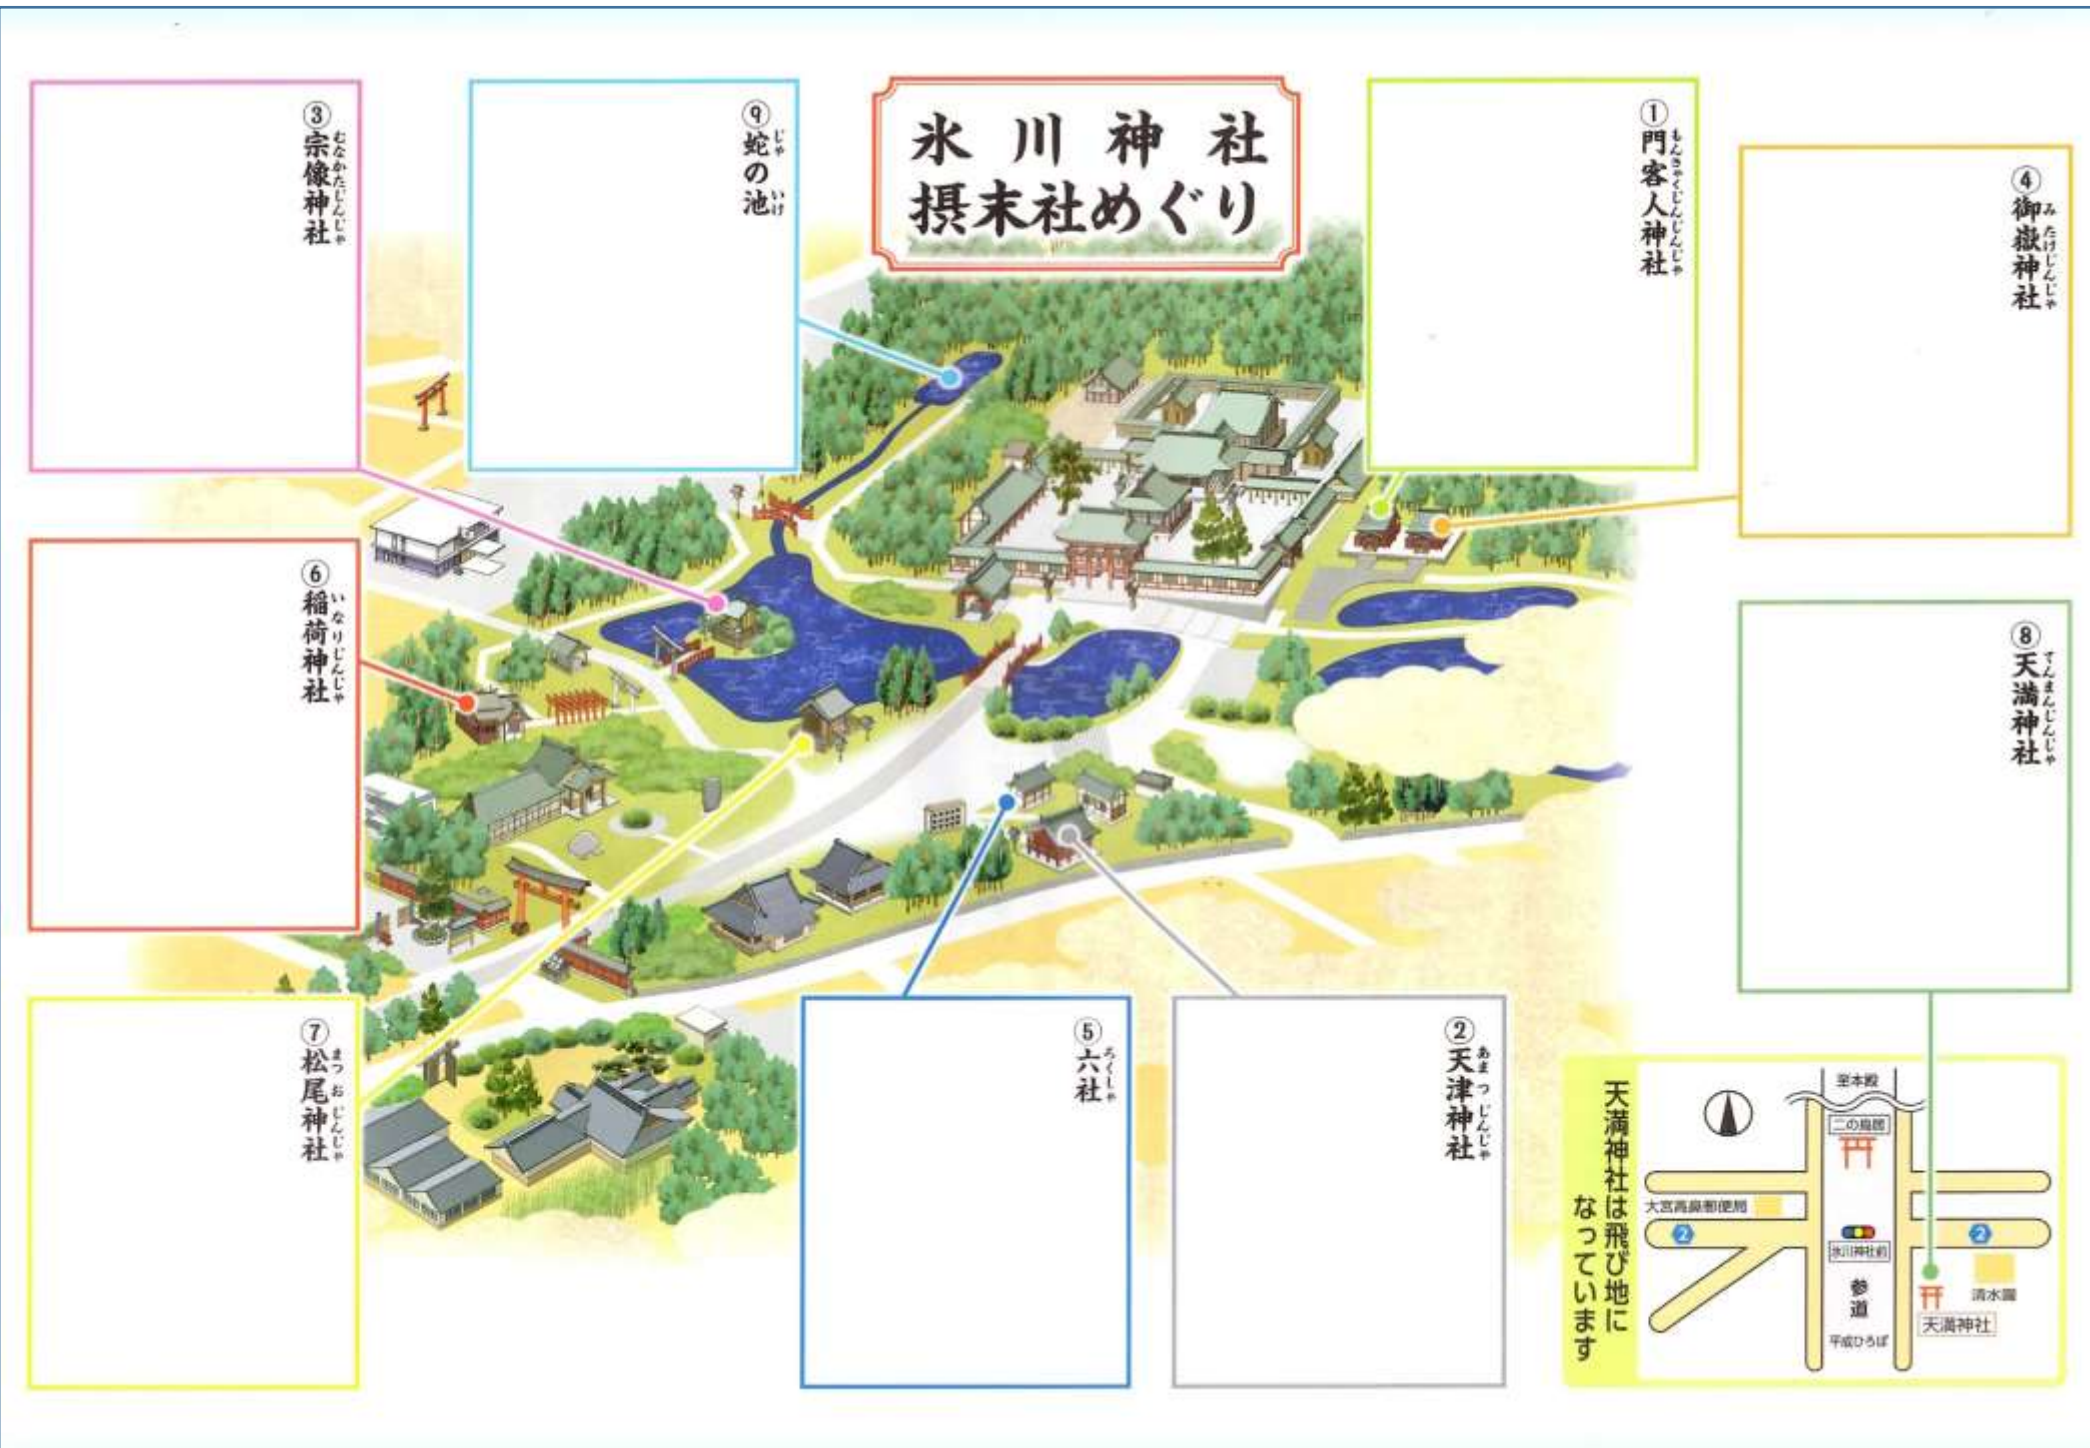 氷川神社
摂末社めぐり
①門客人神社
もんきゃくじんじんじゃ
④御嶽神社
みたけじんじゃ
⑨蛇の池
じゃ いけ
③宗像神社
むなかたじんじゃ
⑥稲荷神社
いなりじんじゃ
⑧天満神社
てんまんじんじゃ
⑦松尾神社
まつおじんじゃ
⑤六社
ろくしゃ
②天津神社
あまつじんじゃ
天満神社は飛び地に
なっています
至本殿
二の鳥居
大宮高鼻郵便局
2
2
氷川神社前
参道
清水園
天満神社
平成ひろば